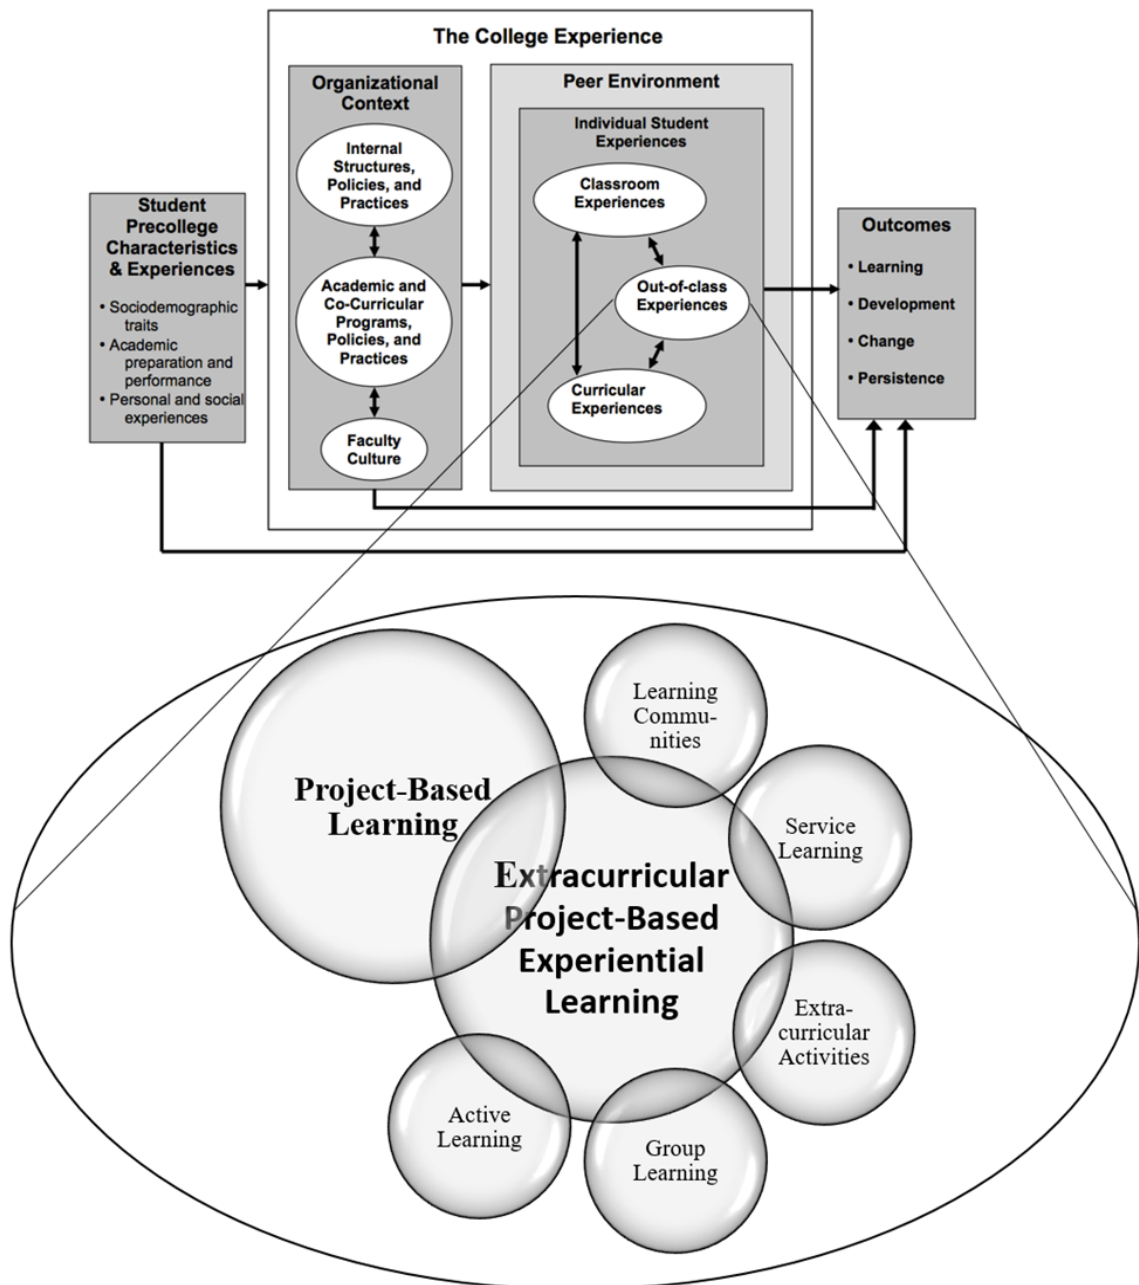 The College Experience
Organizational
Context
Internal
Structures,
Policies, and
Practices
Academic and
Co-Curricular
Programs,
Policies, and
Practices
Faculty
Culture
Peer Environment
Individual Student
Experiences
Classroom
Experiences
Out-of-class
Experiences
Curricular
Experiences
Student
Precollege
Characteristics
& Experiences
• Sociodemographic
traits
• Academic
preparation and
performance
• Personal and social
experiences
Outcomes
• Learning
• Development
• Change
• Persistence
Project-Based
Learning
Learning
Commu-
nities
Service
Learning
Extracurricular
Project-Based
Experiential
Learning
Extra-
curricular
Activities
Active
Learning
Group
Learning